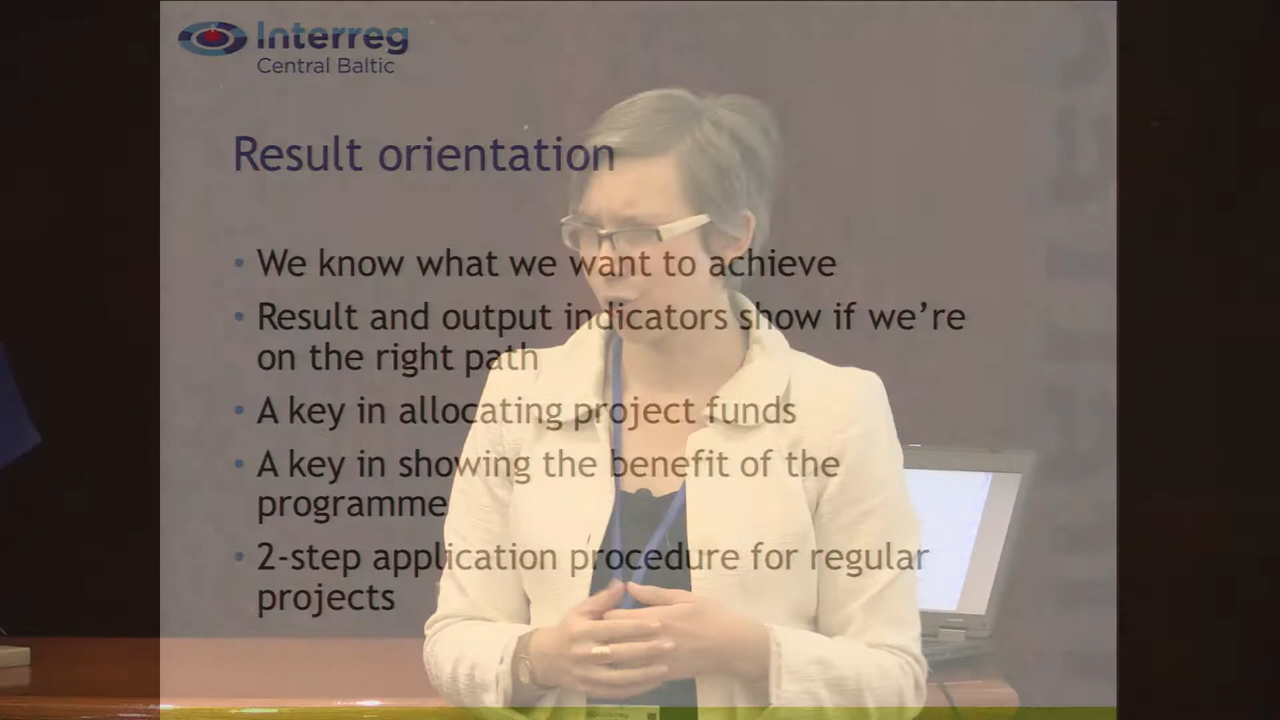 Interreg
Central Baltic
Result orientation
• We know what we want to achieve
• Result and output indicators show if we're
on the right path
• A key in allocating project funds
• A key in showing the benefit of the
programme
• 2-step application procedure for regular
projects